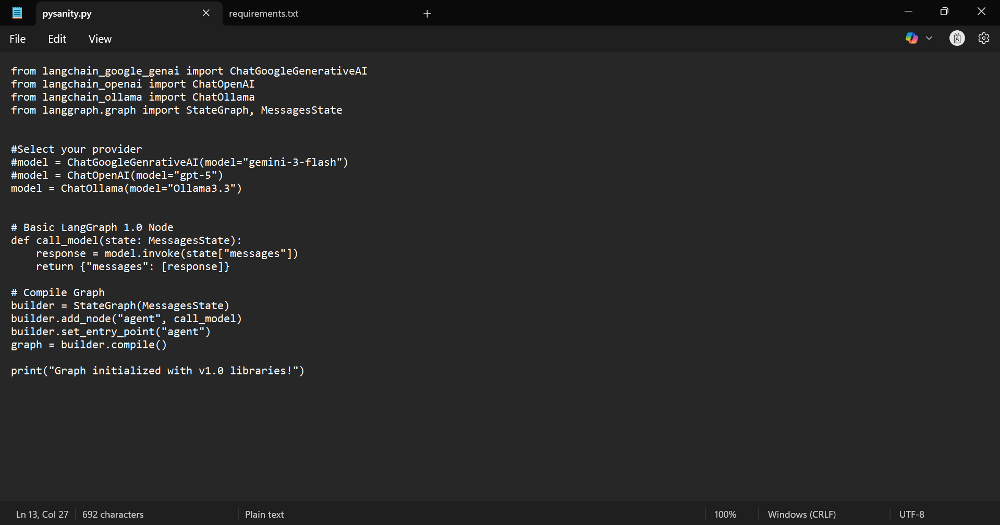 pysanity.py
requirements.txt
File Edit View
from langchain_google_genai import ChatGoogleGenerativeAI
from langchain_openai import ChatOpenAI
from langchain_ollama import ChatOllama
from langgraph.graph import StateGraph, MessagesState
#Select your provider
#model = ChatGoogleGenrativeAI(model="gemini-3-flash")
#model = ChatOpenAI(model="gpt-5")
model = ChatOllama(model="Ollama3.3")
# Basic LangGraph 1.0 Node
def call_model(state: MessagesState):
    response = model.invoke(state["messages"])
    return {"messages": [response]}
# Compile Graph
builder = StateGraph(MessagesState)
builder.add_node("agent", call_model)
builder.set_entry_point("agent")
graph = builder.compile()
print("Graph initialized with v1.0 libraries!")
Ln 13, Col 27 692 characters Plain text 100% Windows (CRLF) UTF-8